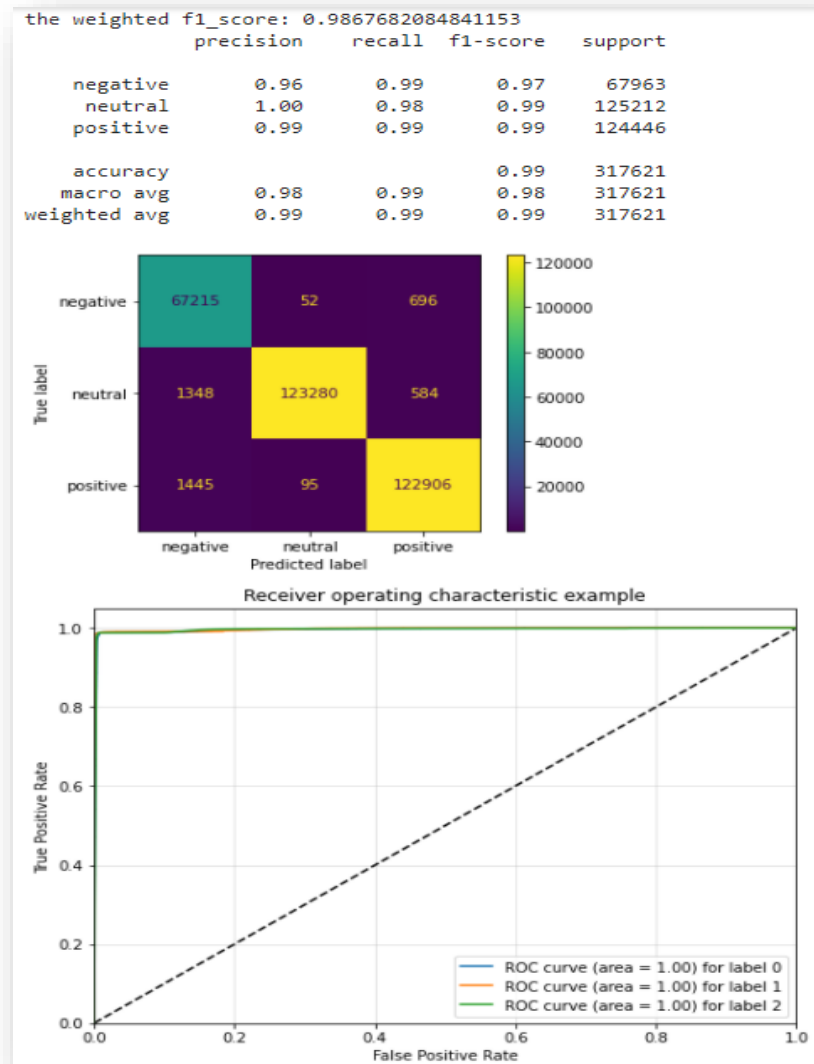 the weighted f1_score: 0.9867682084841153
precision recall f1-score support
negative 0.96 0.99 0.97 67963
neutral 1.00 0.98 0.99 125212
positive 0.99 0.99 0.99 124446
accuracy 0.99 317621
macro avg 0.98 0.99 0.98 317621
weighted avg 0.99 0.99 0.99 317621
True label
negative 67215 52 696
neutral 1348 123280 584
positive 1445 95 122906
negative neutral positive
Predicted label
120000
100000
80000
60000
40000
20000
Receiver operating characteristic example
True Positive Rate
1.0
0.8
0.6
0.4
0.2
0.0
ROC curve (area = 1.00) for label 0
ROC curve (area = 1.00) for label 1
ROC curve (area = 1.00) for label 2
0.0 0.2 0.4 0.6 0.8 1.0
False Positive Rate